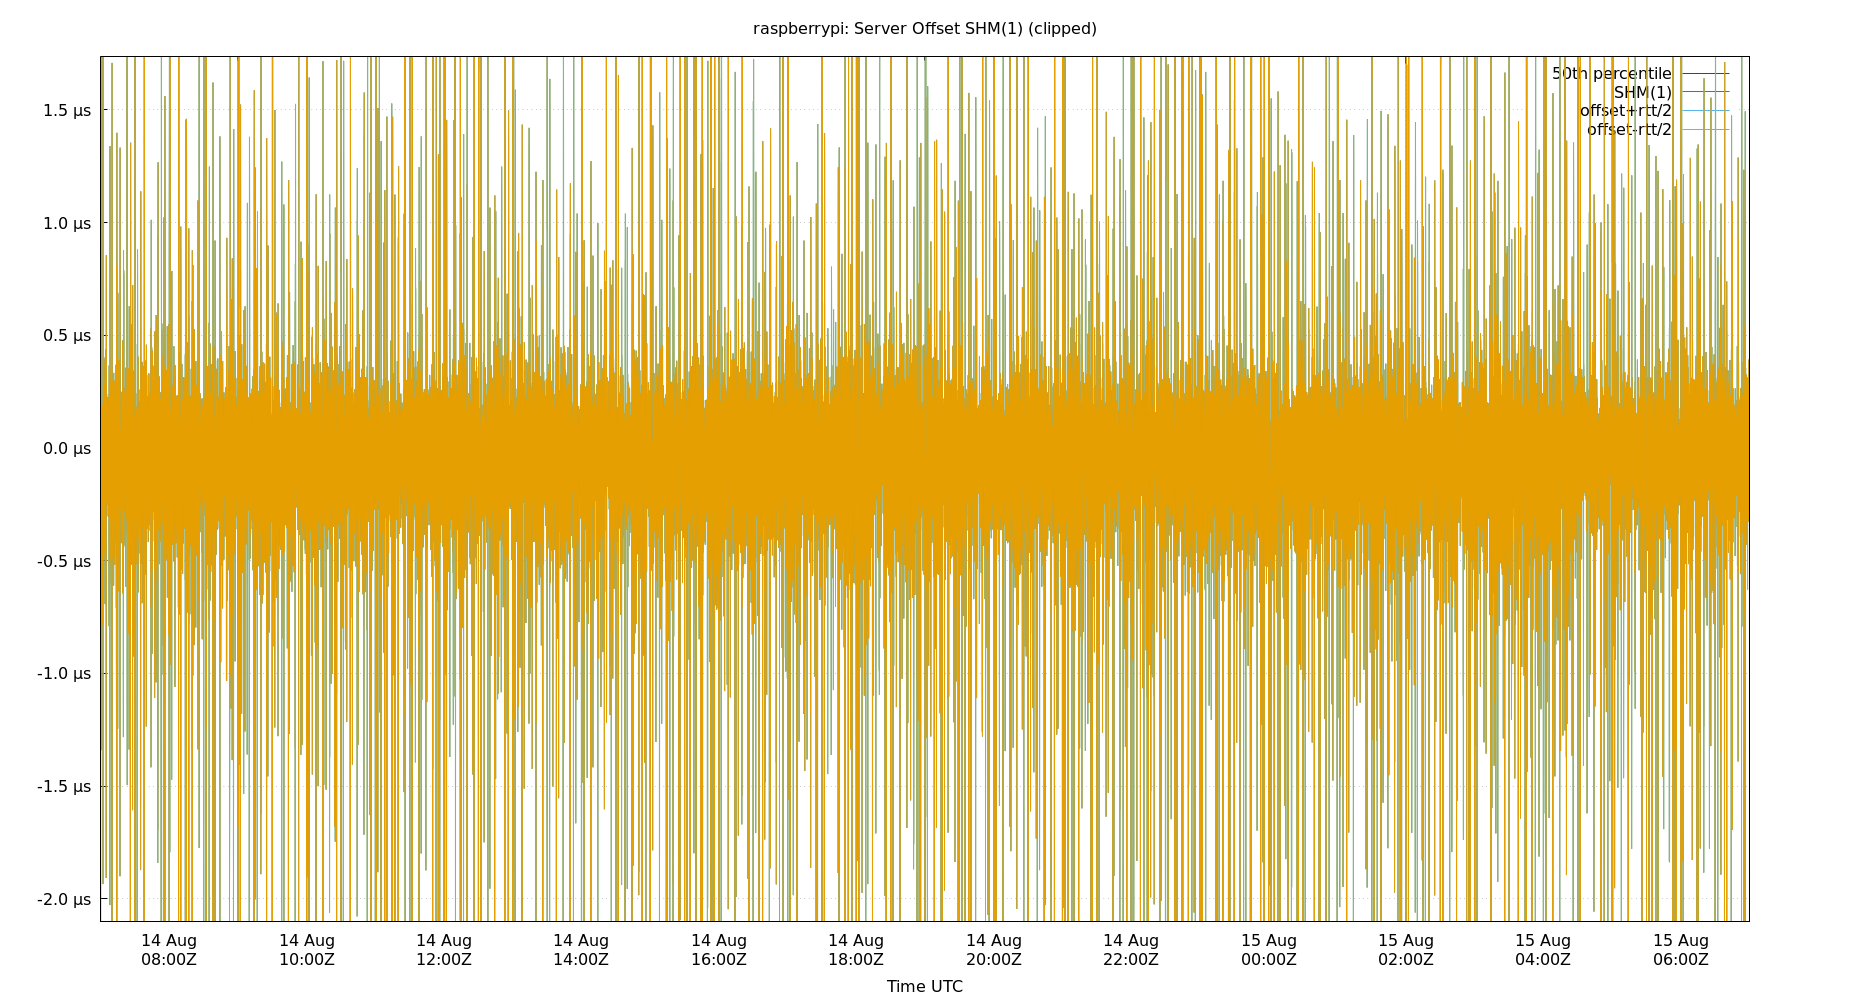 raspberrypi: Server Offset SHM(1) (clipped)
50th percentile
SHM(1)
offset+rtt/2
offset-rtt/2
1.5 µs
1.0 µs
0.5 µs
0.0 µs
-0.5 µs
-1.0 µs
-1.5 µs
-2.0 µs
14 Aug 14 Aug 14 Aug 14 Aug 14 Aug 14 Aug 14 Aug 14 Aug 15 Aug 15 Aug 15 Aug 15 Aug
08:00Z 10:00Z 12:00Z 14:00Z 16:00Z 18:00Z 20:00Z 22:00Z 00:00Z 02:00Z 04:00Z 06:00Z
Time UTC